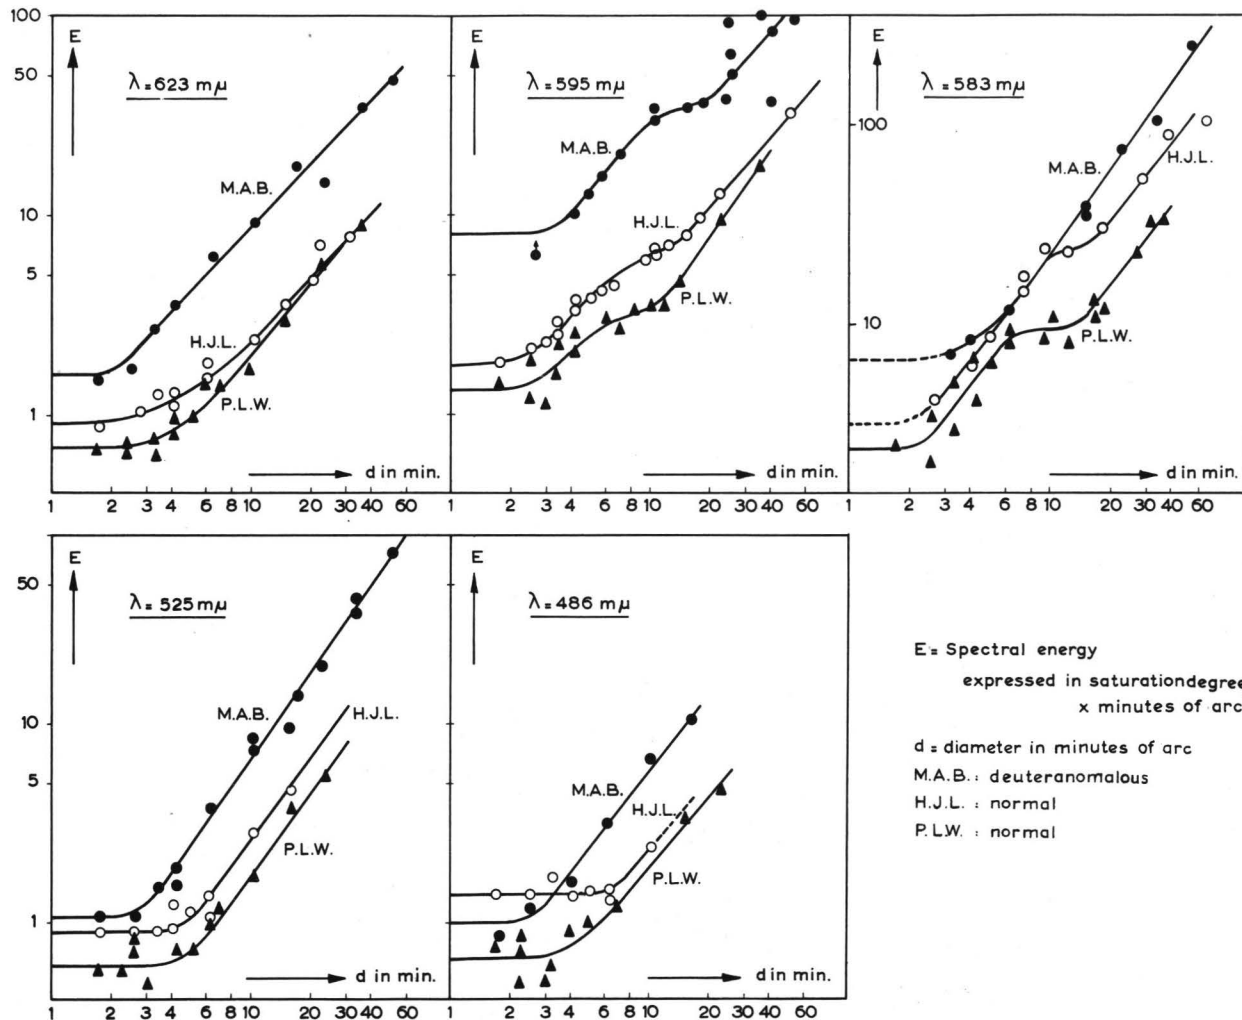 100
50
10
5
1
E
λ = 623 mμ
M.A.B.
H.J.L.
P.L.W.
d in min.
1 2 3 4 6 8 10 20 30 40 60
E
λ = 595 mμ
M.A.B.
H.J.L.
P.L.W.
d in min.
1 2 3 4 6 8 10 20 30 40 60
E
100
10
λ = 583 mμ
M.A.B.
H.J.L.
P.L.W.
d in min.
1 2 3 4 6 8 10 20 30 40 60
50
10
5
1
E
λ = 525 mμ
M.A.B.
H.J.L.
P.L.W.
d in min.
1 2 3 4 6 8 10 20 30 40 60
E
λ = 486 mμ
M.A.B.
H.J.L.
P.L.W.
d in min.
1 2 3 4 6 8 10 20 30 40 60
E = Spectral energy
expressed in saturationdegree
x minutes of arc
d = diameter in minutes of arc
M.A.B. : deuteranomalous
H.J.L. : normal
P.L.W. : normal